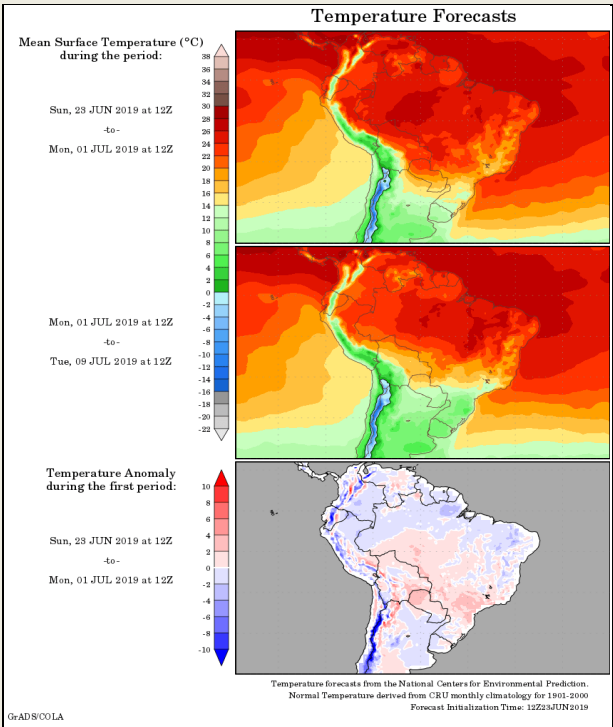 Temperature Forecasts
Mean Surface Temperature (°C)
during the period:
38
36
34
32
30
28
26
24
22
20
18
16
14
12
10
8
6
4
2
0
-2
-4
-6
-8
-10
-12
-14
-16
-18
-20
-22
Sun, 23 JUN 2019 at 12Z
-to-
Mon, 01 JUL 2019 at 12Z
Mon, 01 JUL 2019 at 12Z
-to-
Tue, 09 JUL 2019 at 12Z
Temperature Anomaly
during the first period:
10
8
6
4
2
0
-2
-4
-6
-8
-10
Sun, 23 JUN 2019 at 12Z
-to-
Mon, 01 JUL 2019 at 12Z
Temperature forecasts from the National Centers for Environmental Prediction.
Normal Temperature derived from CRU monthly climatology for 1901-2000
Forecast Initialization Time: 12Z23JUN2019
GrADS/COLA